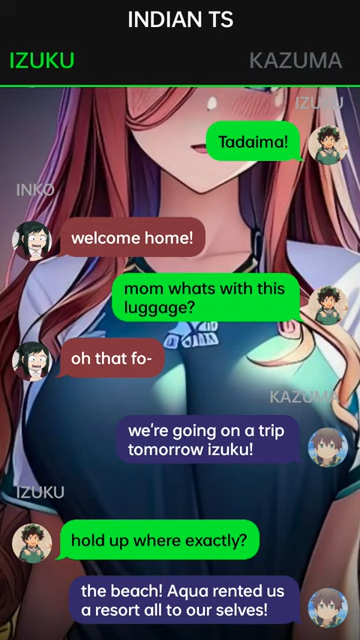 INDIAN TS
IZUKU
KAZUMA
IZUKU
Tadaima!
INKO
welcome home!
mom whats with this
luggage?
oh that fo-
KAZUMA
we're going on a trip
tomorrow izuku!
IZUKU
hold up where exactly?
the beach! Aqua rented us
a resort all to our selves!